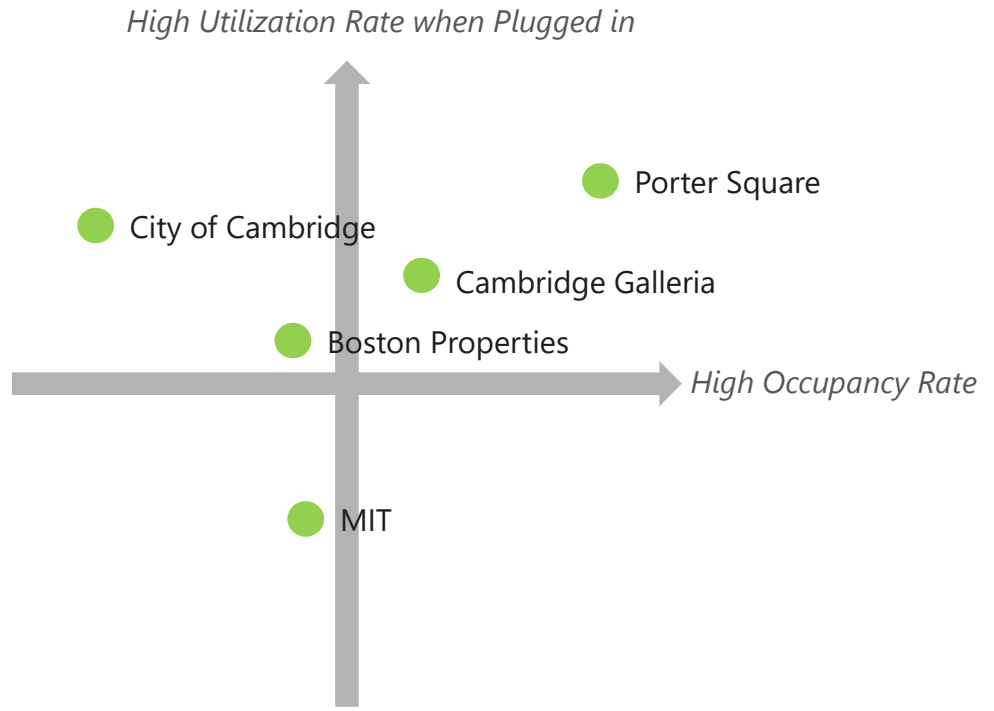 High Utilization Rate when Plugged in
Porter Square
City of Cambridge
Cambridge Galleria
Boston Properties
High Occupancy Rate
MIT